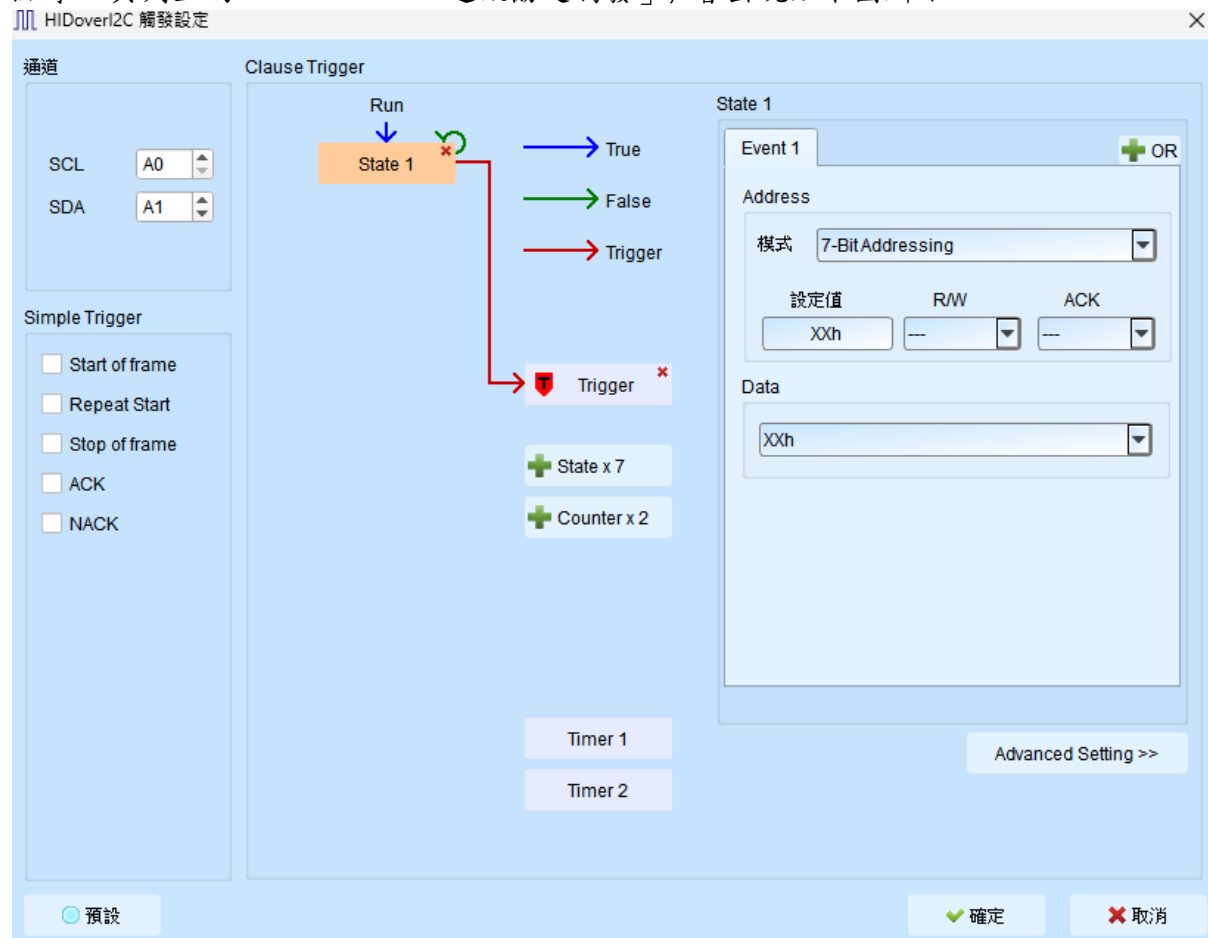 HIDoverI2C 觸發設定
通道
SCL A0
SDA A1
Simple Trigger
Start of frame
Repeat Start
Stop of frame
ACK
NACK
Clause Trigger
Run
State 1
True
False
Trigger
T Trigger
State x 7
Counter x 2
Timer 1
Timer 2
State 1
Event 1
OR
Address
模式 7-Bit Addressing
設定值 R/W ACK
XXh --- ---
Data
XXh
Advanced Setting >>
預設
確定
取消